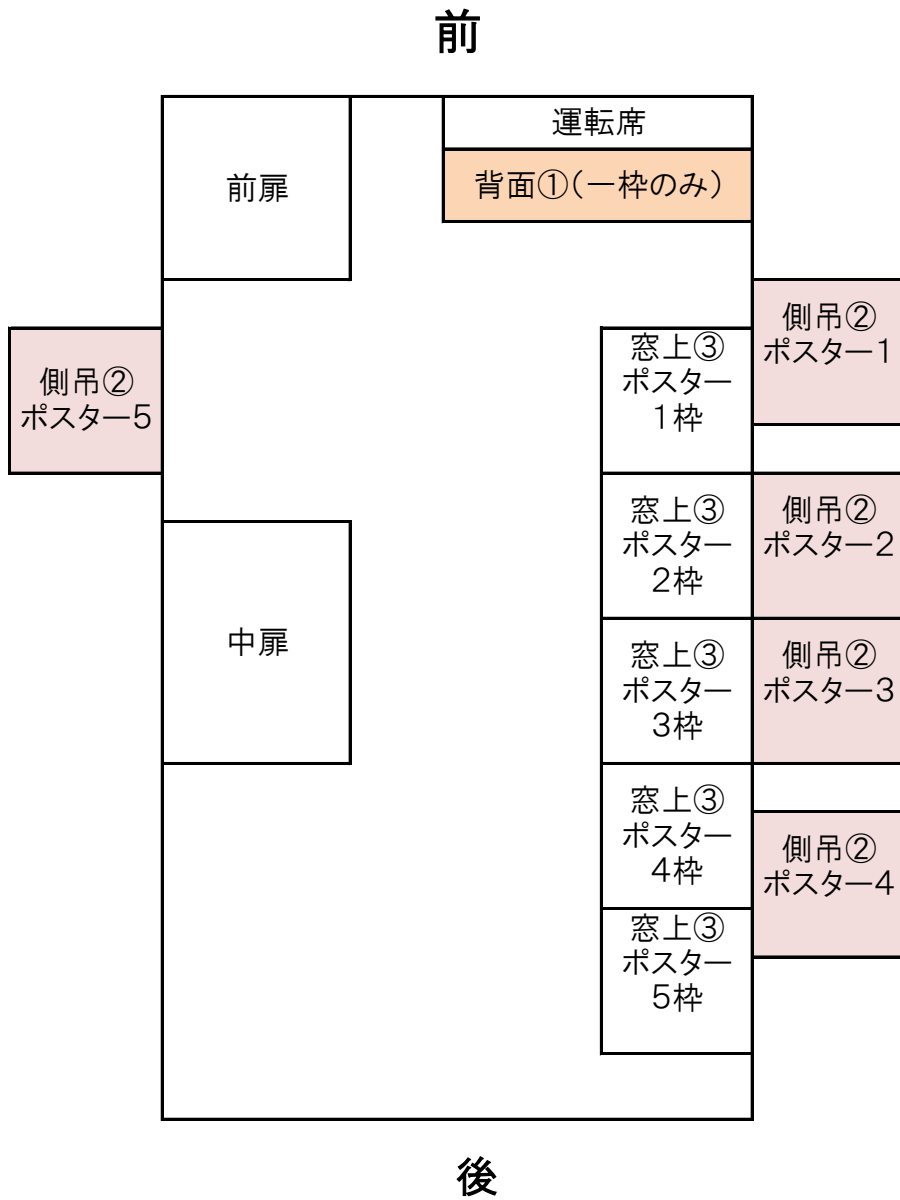 前
運転席
背面①(一枠のみ)
前扉
側吊②
ポスター1
窓上③
ポスター
1枠
側吊②
ポスター5
窓上③
ポスター
2枠
側吊②
ポスター2
中扉
窓上③
ポスター
3枠
側吊②
ポスター3
窓上③
ポスター
4枠
側吊②
ポスター4
窓上③
ポスター
5枠
後